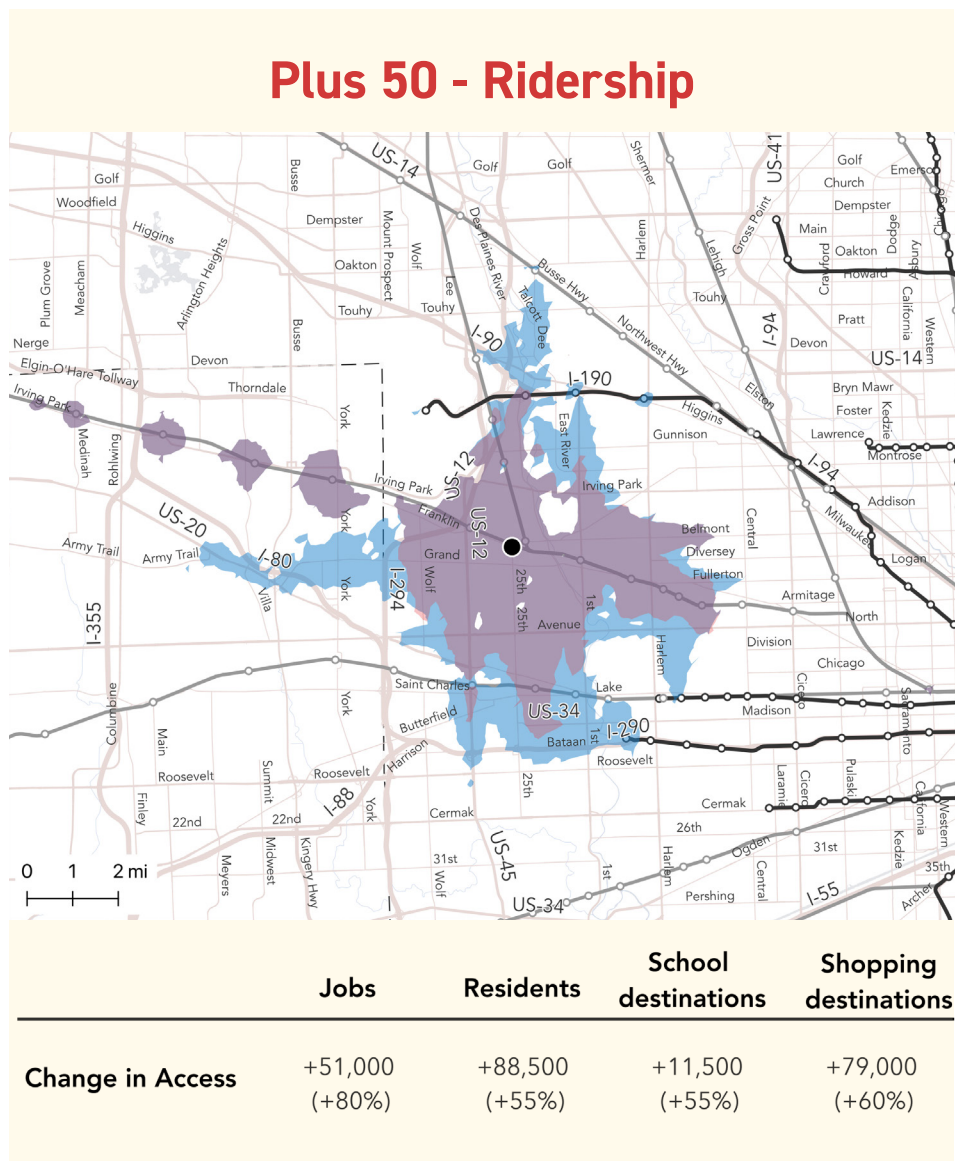 Plus 50 - Ridership
US-14
Golf
Golf
Shermer
US-41
Golf
Emerso
Busse
Golf
Woodfield
Church
Dempster
Higgins
Dempster
Mount Prospect
Des Plaines River
Harlem
Gross Point
Main
Dodge
Oakton
Wolf
Lehigh
Crawford
Oakton
Asbury
Arlington Heights
Busse Hwy
Howard
Plum Grove
Meacham
Touhy
Lee
Touhy
Talcott
Dee
Touhy
California
Busse
Northwest Hwy
I-94
Pratt
Western
Nerge
I-90
Devon
Devon
US-14
Elgin-O'Hare Tollway
Thorndale
I-190
Elston
Bryn Mawr
Irving Park
York
East River
Higgins
Foster
Kedzie
Medinah
Rohlwing
Gunnison
Lawrence
Montrose
US-12
I-94
Irving Park
Irving Park
Addison
US-20
York
Franklin
US-12
Belmont
Central
Milwaukee
Army Trail
Army Trail
I-80
Grand
Diversey
Logan
Villa
York
I-294
Wolf
25th
1st
Fullerton
Armitage
I-355
25th
Avenue
North
Harlem
Division
Chicago
Columbine
York
Saint Charles
Lake
Cicero
Sacramento
Butterfield
US-34
Madison
Main
1st
I-290
Harrison
Bataan
Roosevelt
Summit
Roosevelt
Roosevelt
25th
Laramie
Cicero
Pulaski
Finley
I-88
York
Cermak
Cermak
California
Western
22nd
22nd
26th
Meyers
Midwest
Kingery Hwy
31st
Wolf
US-45
1st
Harlem
Ogden
Central
31st
Kedzie
35th
0 1 2 mi
US-34
Pershing
I-55
Archer
Jobs
Residents
School
destinations
Shopping
destinations
Change in Access
+51,000
(+80%)
+88,500
(+55%)
+11,500
(+55%)
+79,000
(+60%)